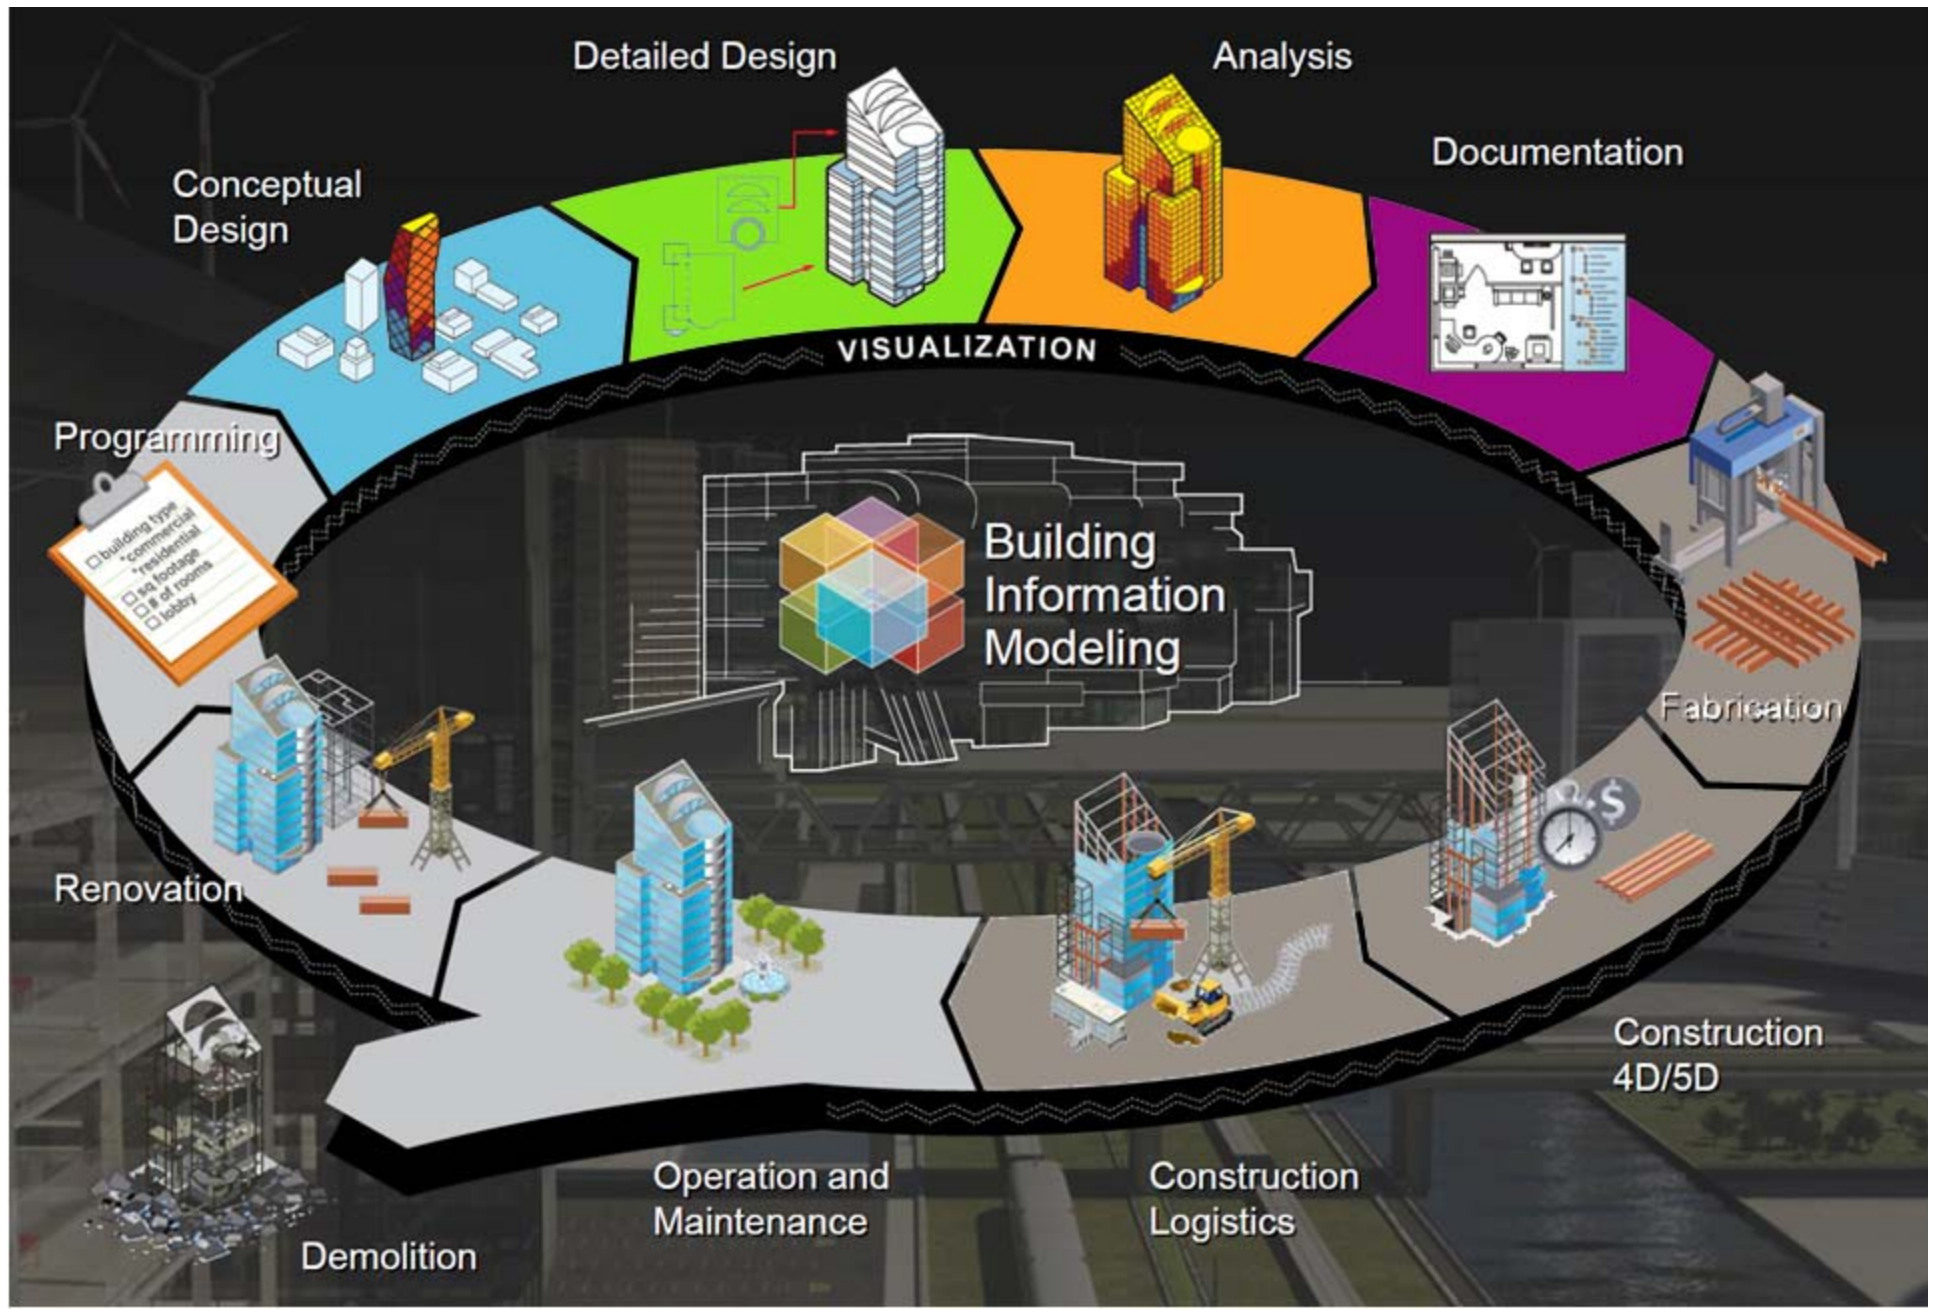 Detailed Design
Analysis
Documentation
Conceptual
Design
VISUALIZATION
Programming
building type
*commercial
*residential
sq footage
# of rooms
lobby
Building
Information
Modeling
Fabrication
Renovation
$
Construction
4D/5D
Operation and
Maintenance
Construction
Logistics
Demolition